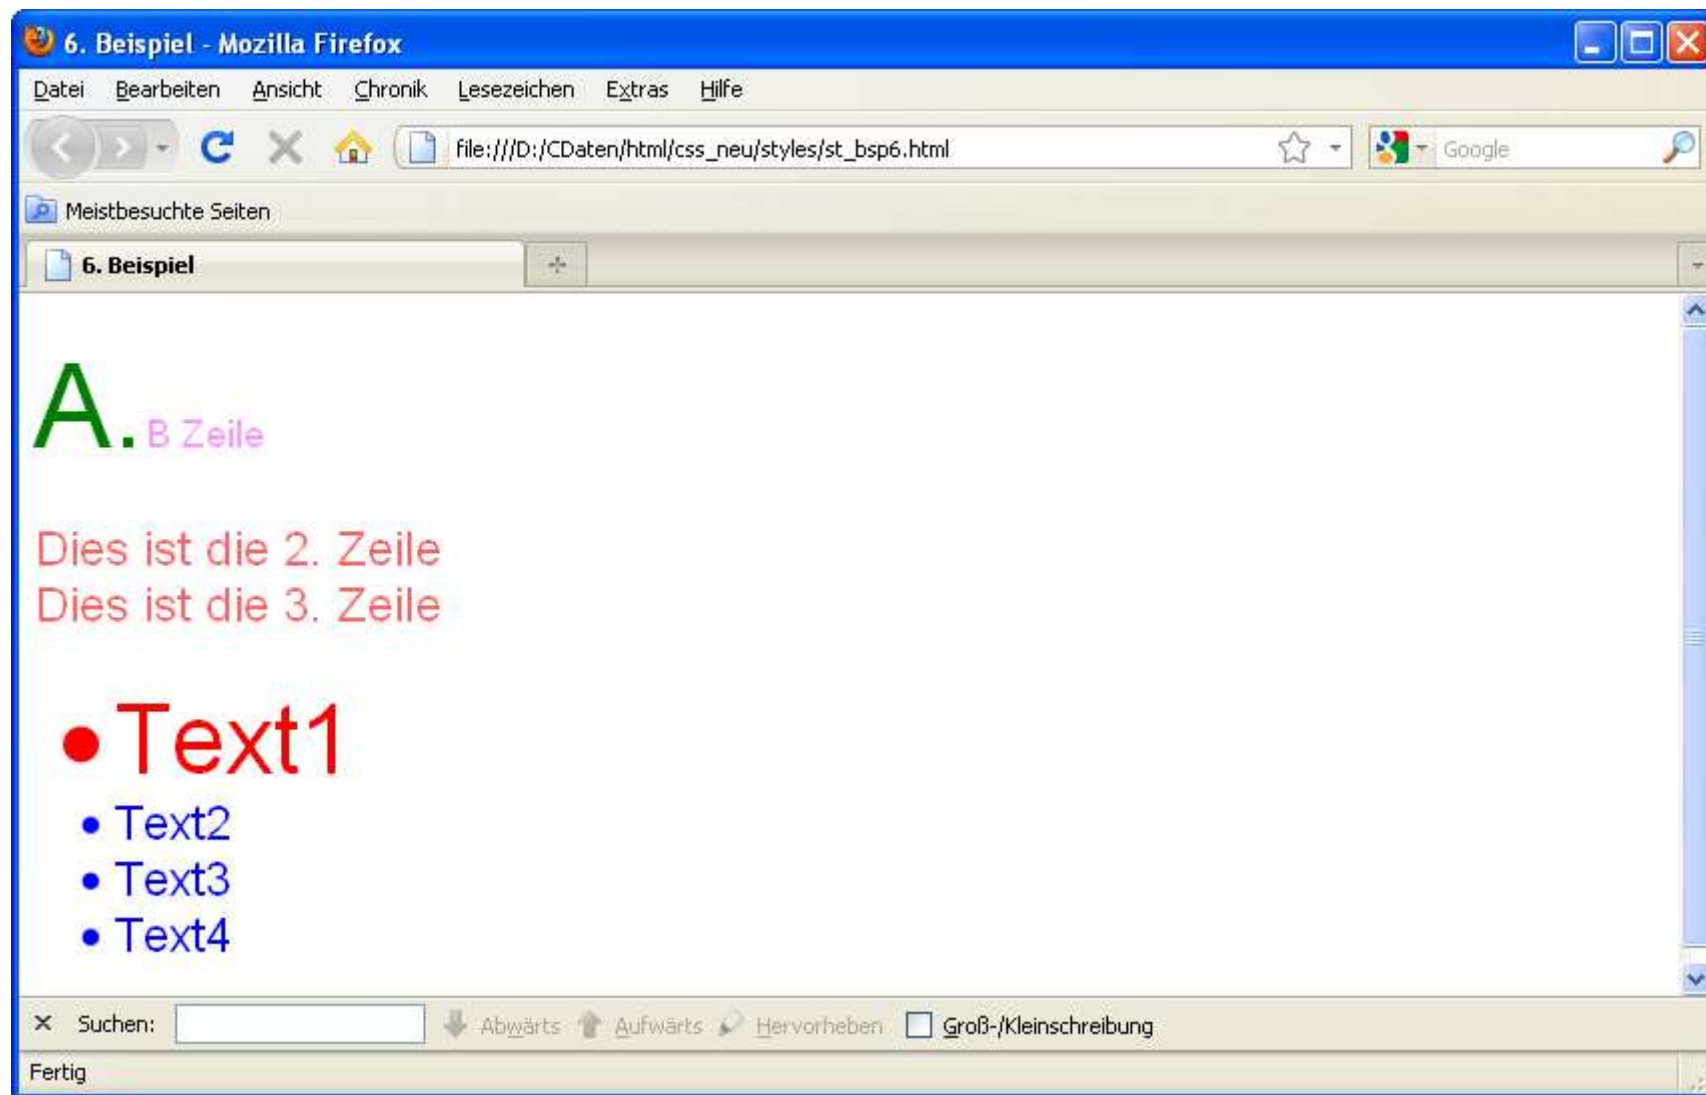 6. Beispiel - Mozilla Firefox
Datei Bearbeiten Ansicht Chronik Lesezeichen Extras Hilfe
file:///D:/CDaten/html/css_neu/styles/st_bsp6.html Google
Meistbesuchte Seiten
6. Beispiel
A. B Zeile
Dies ist die 2. Zeile
Dies ist die 3. Zeile
• Text1
• Text2
• Text3
• Text4
Suchen: Abwärts Aufwärts Hervorheben Groß-/Kleinschreibung
Fertig